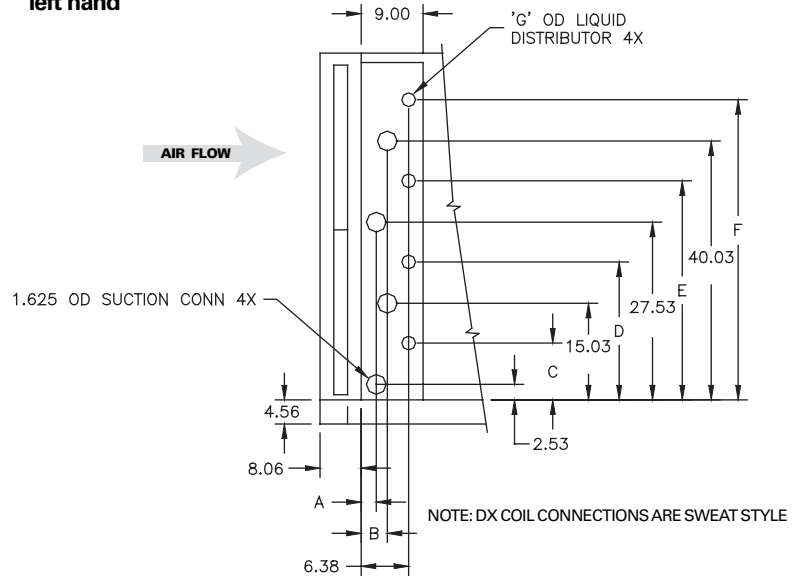 left hand
9.00
'G' OD LIQUID
DISTRIBUTOR 4X
AIR FLOW
F
40.03
E
1.625 OD SUCTION CONN 4X
27.53
D
15.03
C
4.56
2.53
8.06
A
NOTE: DX COIL CONNECTIONS ARE SWEAT STYLE
B
6.38